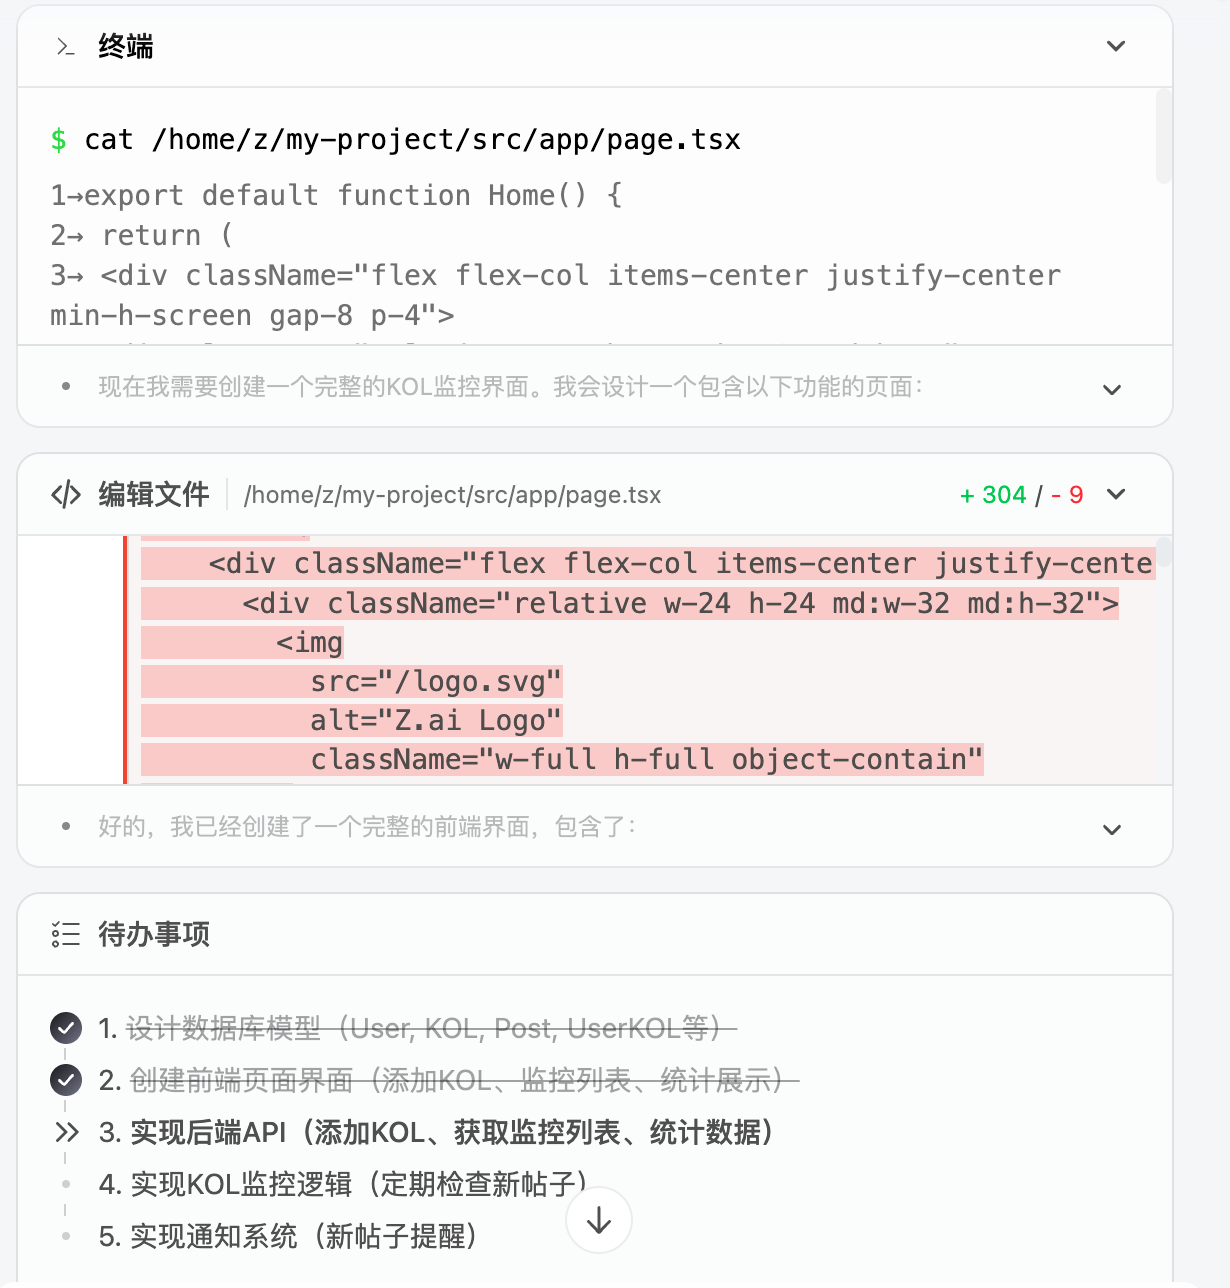 终端
$ cat /home/z/my-project/src/app/page.tsx
1→export default function Home() {
2→ return (
3→ <div className="flex flex-col items-center justify-center
min-h-screen gap-8 p-4">
现在我需要创建一个完整的KOL监控界面。我会设计一个包含以下功能的页面：
编辑文件 /home/z/my-project/src/app/page.tsx + 304 / - 9
<div className="flex flex-col items-center justify-cente
<div className="relative w-24 h-24 md:w-32 md:h-32">
<img
src="/logo.svg"
alt="Z.ai Logo"
className="w-full h-full object-contain"
好的，我已经创建了一个完整的前端界面，包含了：
待办事项
1. 设计数据库模型（User, KOL, Post, UserKOL等）
2. 创建前端页面界面（添加KOL、监控列表、统计展示）
3. 实现后端API（添加KOL、获取监控列表、统计数据）
4. 实现KOL监控逻辑（定期检查新帖子）
5. 实现通知系统（新帖子提醒）